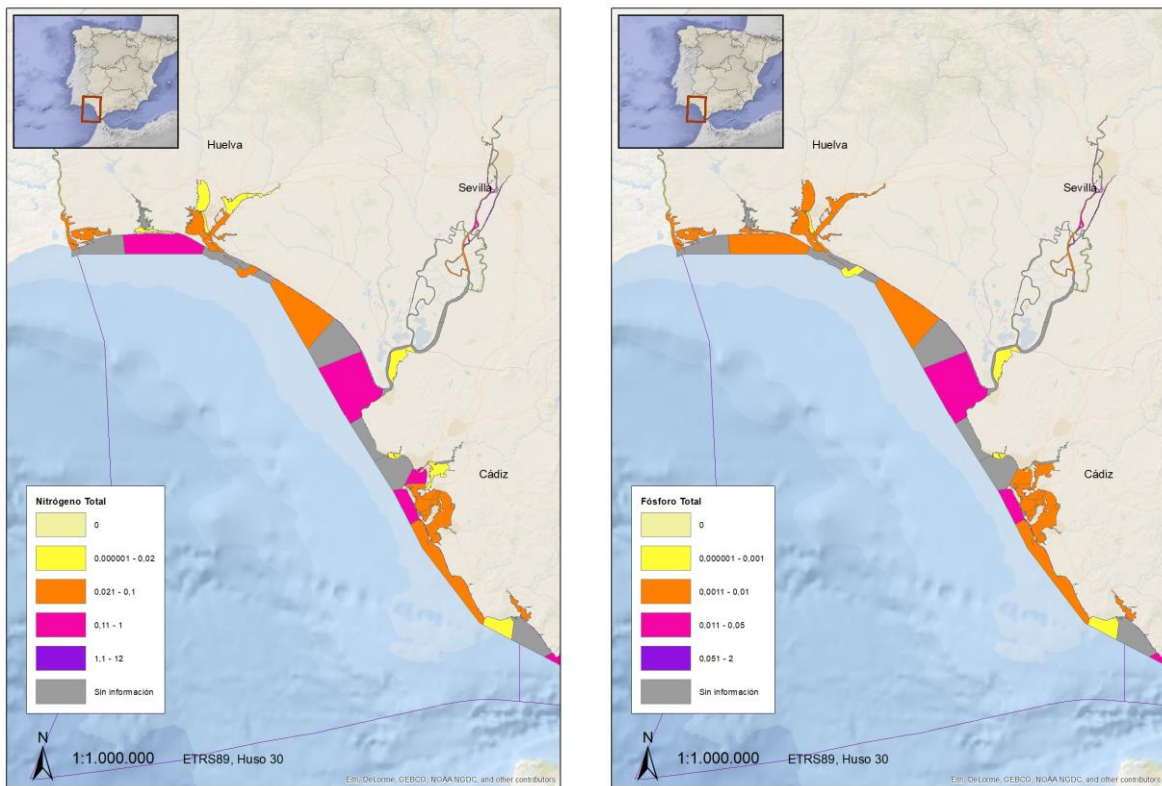 Huelva
Sevilla
Cádiz
Nitrógeno Total
0
0,000001 - 0,02
0,021 - 0,1
0,11 - 1
1,1 - 12
Sin información
N
1:1.000.000
ETRS89, Huso 30
Esri, DeLorme, GEBCO, NOAA NGDC, and other contributors
Huelva
Sevilla
Cádiz
Fósforo Total
0
0,000001 - 0,001
0,0011 - 0,01
0,011 - 0,05
0,051 - 2
Sin información
N
1:1.000.000
ETRS89, Huso 30
Esri, DeLorme, GEBCO, NOAA NGDC, and other contributors